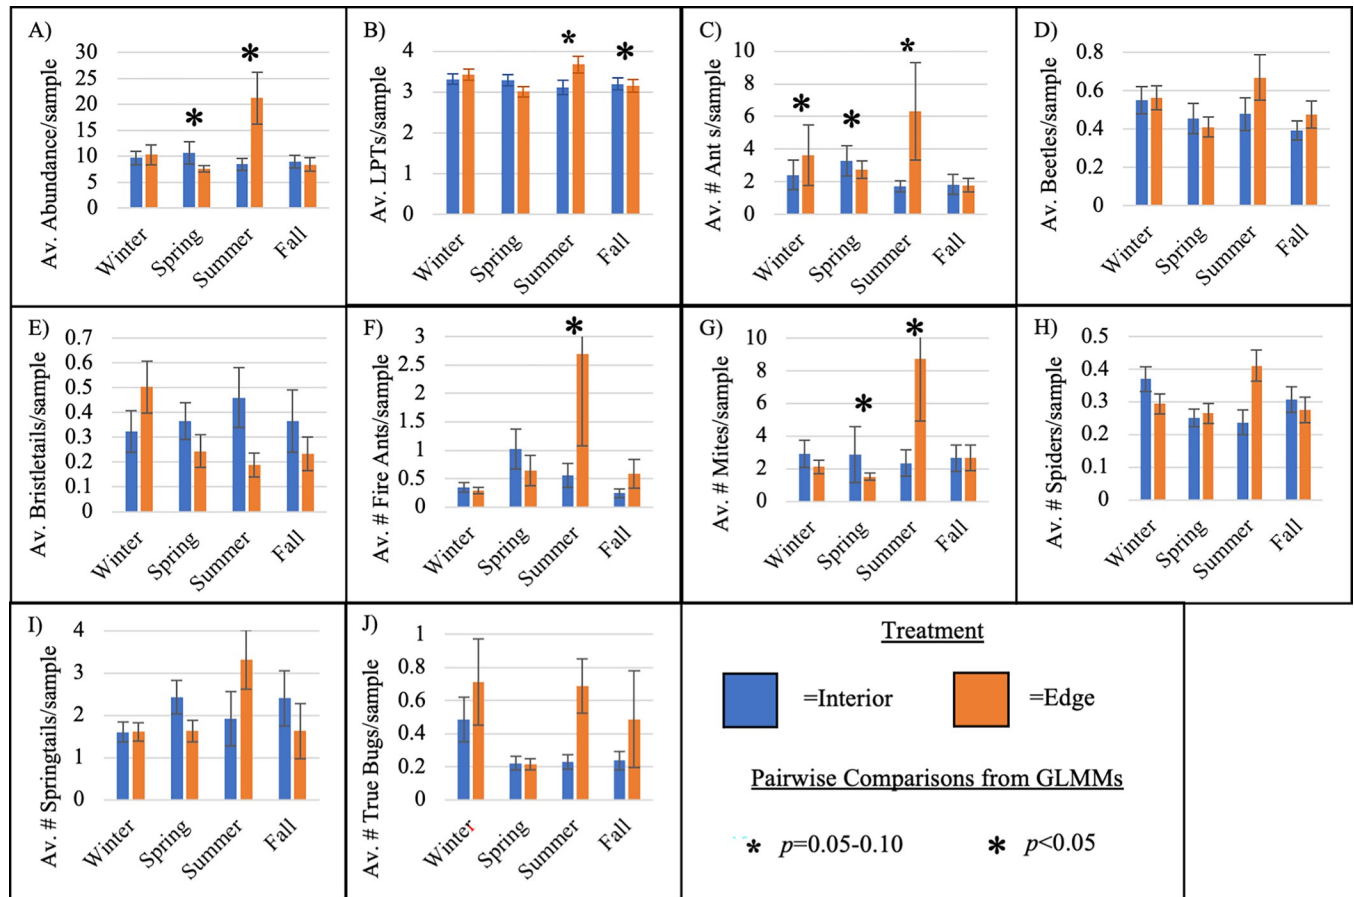 A)
30
25
20
15
10
5
0
Av. Abundance/sample
*
*
Winter
Spring
Summer
Fall
B)
4
3
2
1
0
Av. LPTs/sample
*
*
Winter
Spring
Summer
Fall
C)
10
8
6
4
2
0
Av. # Ant s/sample
*
*
*
Winter
Spring
Summer
Fall
D)
0.8
0.6
0.4
0.2
0
Av. Beetles/sample
Winter
Spring
Summer
Fall
E)
0.7
0.6
0.5
0.4
0.3
0.2
0.1
0
Av. Bristletails/sample
Winter
Spring
Summer
Fall
F)
3
2.5
2
1.5
1
0.5
0
Av. # Fire Ants/sample
*
Winter
Spring
Summer
Fall
G)
10
8
6
4
2
0
Av. # Mites/sample
*
*
Winter
Spring
Summer
Fall
H)
0.5
0.4
0.3
0.2
0.1
0
Av. # Spiders/sample
Winter
Spring
Summer
Fall
I)
4
3
2
1
0
Av. # Springtails/sample
Winter
Spring
Summer
Fall
J)
1
0.8
0.6
0.4
0.2
0
Av. # True Bugs/sample
Winter
Spring
Summer
Fall
Treatment
=Interior
=Edge
Pairwise Comparisons from GLMMs
* p=0.05-0.10
* p<0.05